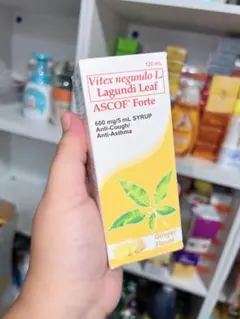 120 mL
Vitex negundo L.
Lagundi Leaf
ASCOF® Forte
600 mg/5 mL SYRUP
Anti-Cough/
Anti-Asthma
Ginger
Flavor